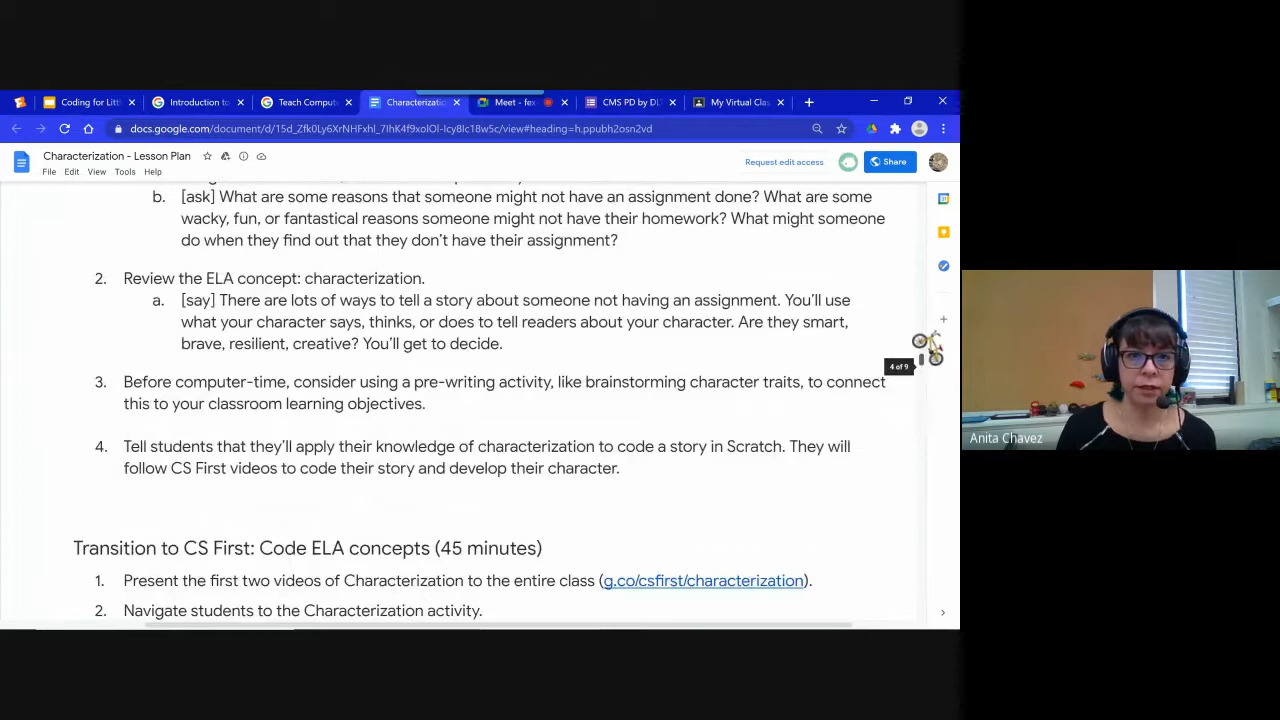 Coding for Littl
Introduction to
Teach Comput
Characterizatio
Meet - fex
CMS PD by DL
My Virtual Clas
docs.google.com/document/d/15d_Zfk0Ly6XrNHFxhl_7IhK4f9xoIOl-Icy8Ic18w5c/view#heading=h.ppubh2osn2vd
Characterization - Lesson Plan
Request edit access
Share
File Edit View Tools Help
b. [ask] What are some reasons that someone might not have an assignment done? What are some
wacky, fun, or fantastical reasons someone might not have their homework? What might someone
do when they find out that they don't have their assignment?
2. Review the ELA concept: characterization.
a. [say] There are lots of ways to tell a story about someone not having an assignment. You'll use
what your character says, thinks, or does to tell readers about your character. Are they smart,
brave, resilient, creative? You'll get to decide.
4 of 9
3. Before computer-time, consider using a pre-writing activity, like brainstorming character traits, to connect
this to your classroom learning objectives.
4. Tell students that they'll apply their knowledge of characterization to code a story in Scratch. They will
follow CS First videos to code their story and develop their character.
Transition to CS First: Code ELA concepts (45 minutes)
1. Present the first two videos of Characterization to the entire class (g.co/csfirst/characterization).
2. Navigate students to the Characterization activity.
Anita Chavez